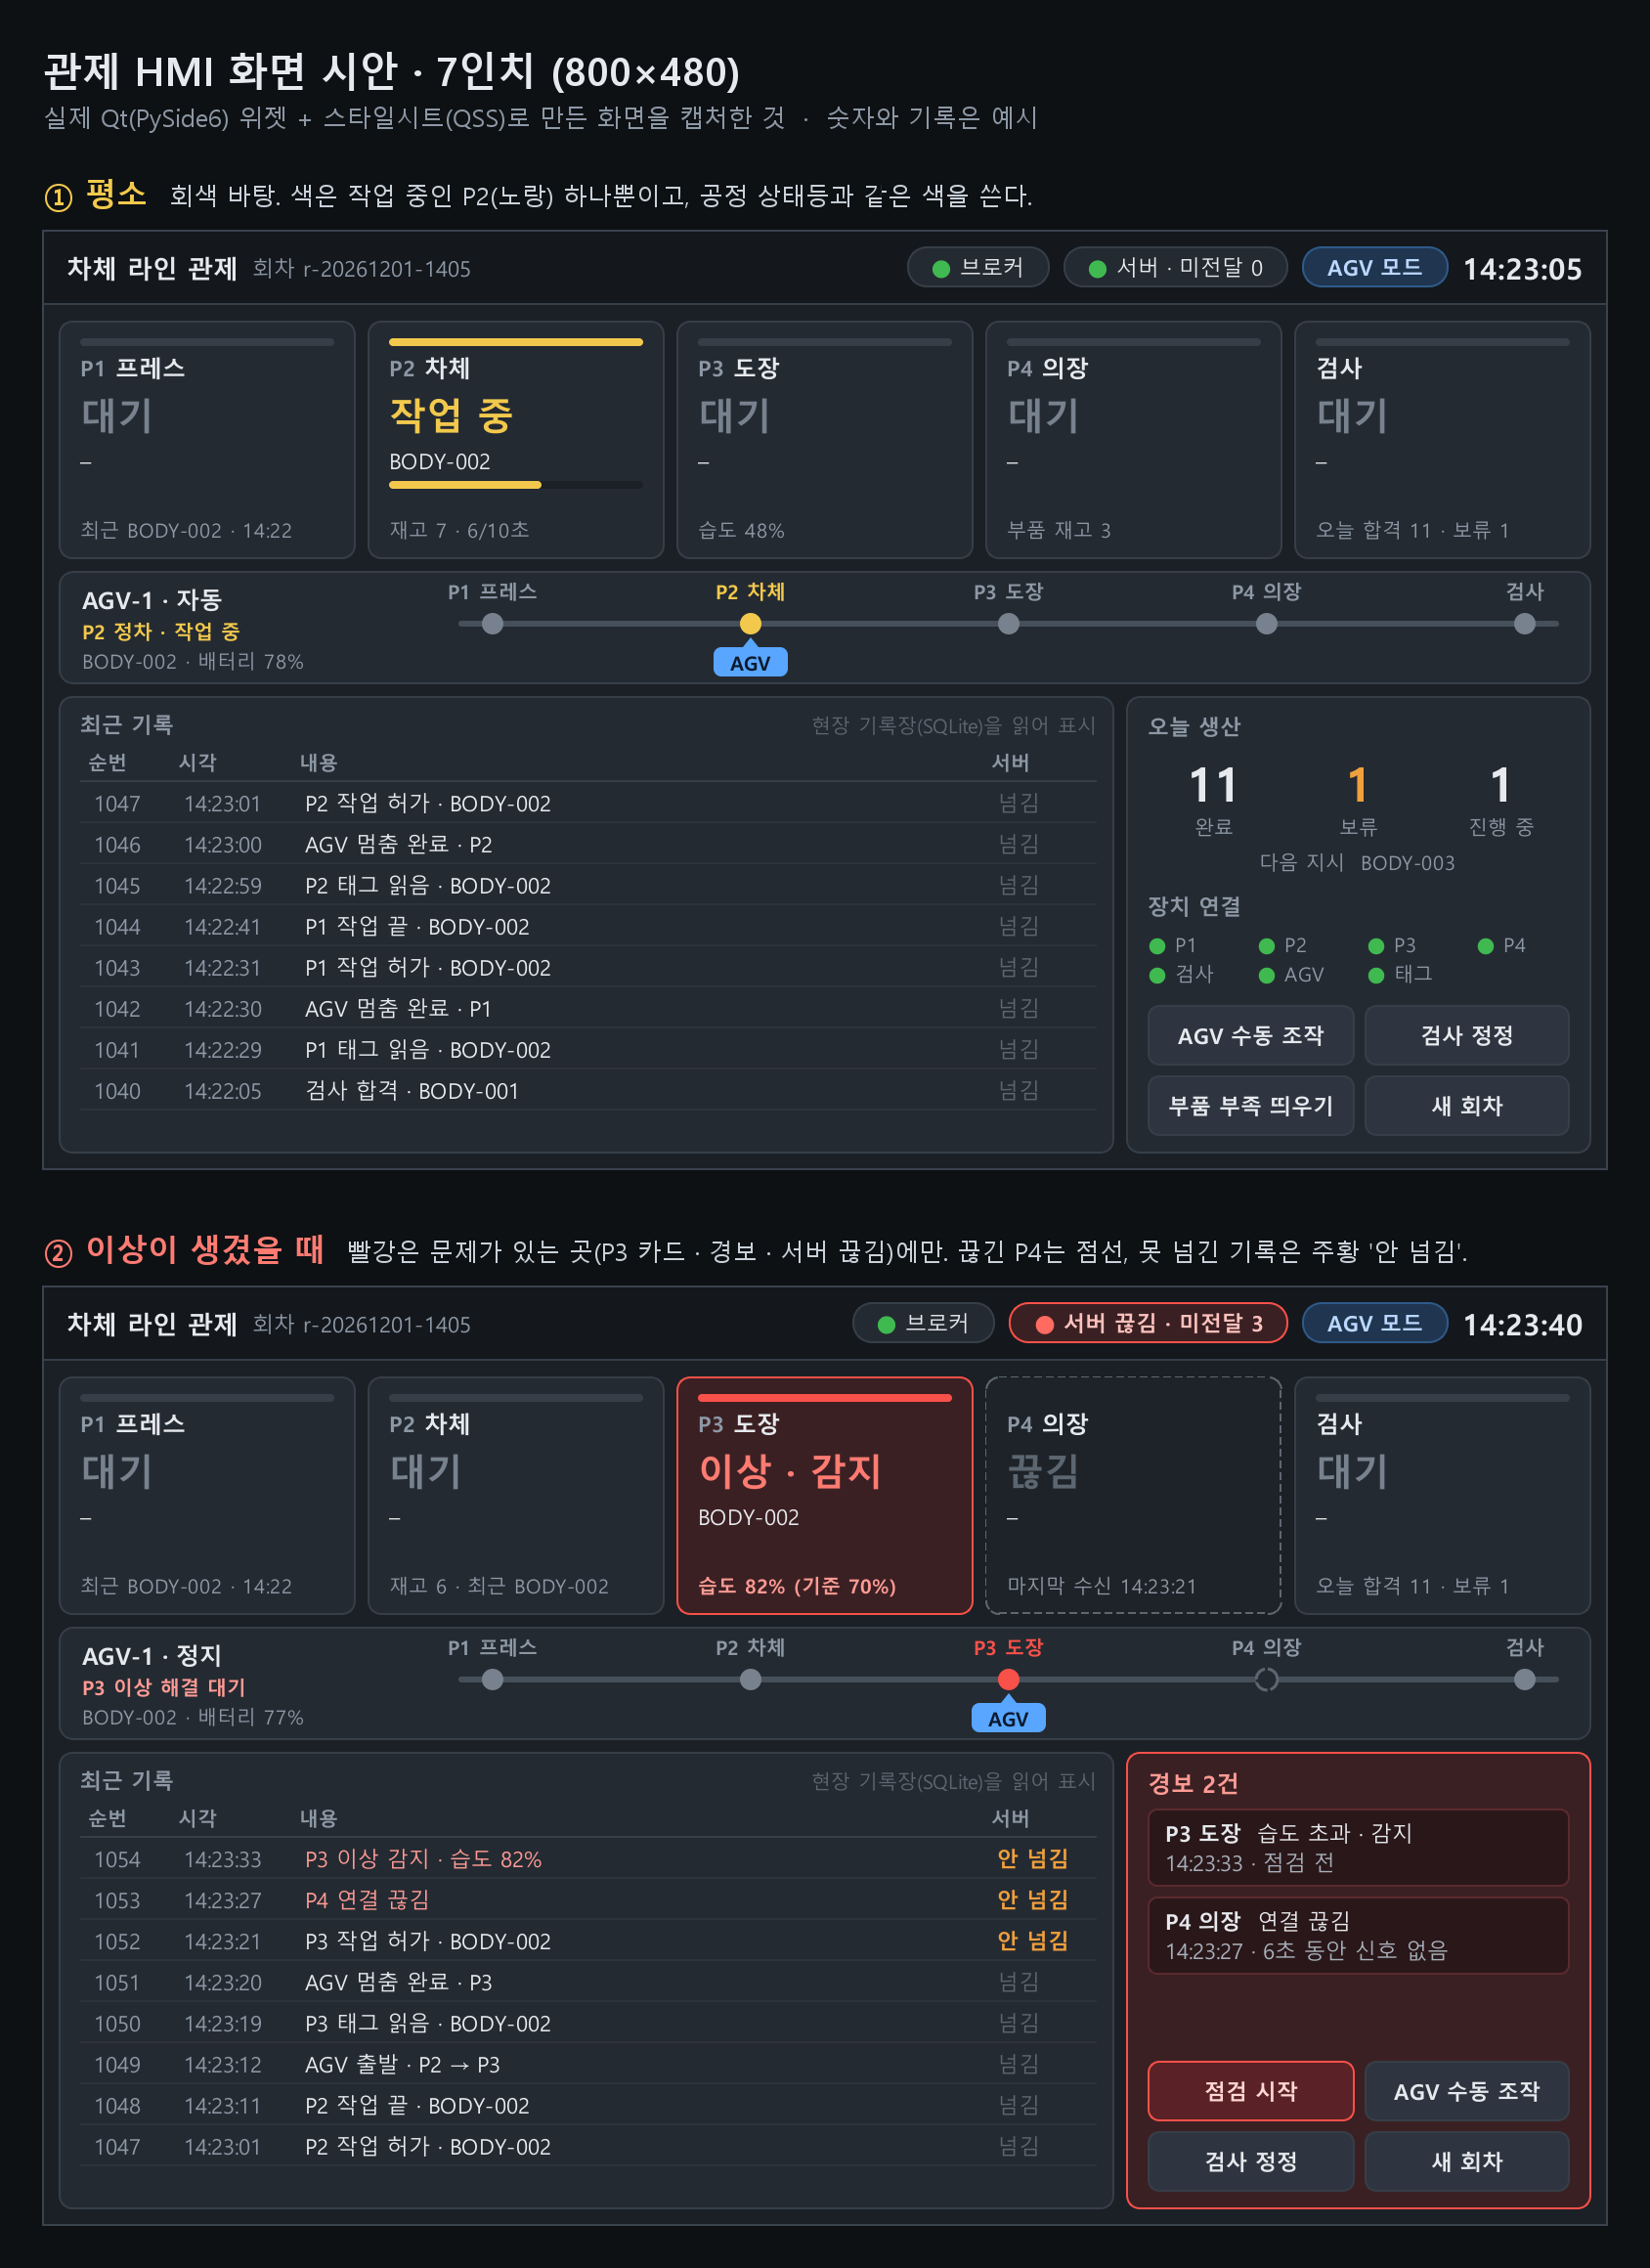 관제 HMI 화면 시안 · 7인치 (800×480)
실제 Qt(PySide6) 위젯 + 스타일시트(QSS)로 만든 화면을 캡처한 것 · 숫자와 기록은 예시
① 평소 회색 바탕. 색은 작업 중인 P2(노랑) 하나뿐이고, 공정 상태등과 같은 색을 쓴다.
차체 라인 관제 회차 r-20261201-1405 브로커 서버 · 미전달 0 AGV 모드 14:23:05
P1 프레스 P2 차체 P3 도장 P4 의장 검사
대기 작업 중 대기 대기 대기
– BODY-002 – – –
최근 BODY-002 · 14:22 재고 7 · 6/10초 습도 48% 부품 재고 3 오늘 합격 11 · 보류 1
AGV-1 · 자동 P1 프레스 P2 차체 P3 도장 P4 의장 검사
P2 정차 · 작업 중
BODY-002 · 배터리 78% AGV
최근 기록 현장 기록장(SQLite)을 읽어 표시
순번 시각 내용 서버
1047 14:23:01 P2 작업 허가 · BODY-002 넘김
1046 14:23:00 AGV 멈춤 완료 · P2 넘김
1045 14:22:59 P2 태그 읽음 · BODY-002 넘김
1044 14:22:41 P1 작업 끝 · BODY-002 넘김
1043 14:22:31 P1 작업 허가 · BODY-002 넘김
1042 14:22:30 AGV 멈춤 완료 · P1 넘김
1041 14:22:29 P1 태그 읽음 · BODY-002 넘김
1040 14:22:05 검사 합격 · BODY-001 넘김
오늘 생산
11 1 1
완료 보류 진행 중
다음 지시 BODY-003
장치 연결
P1 P2 P3 P4
검사 AGV 태그
AGV 수동 조작 검사 정정
부품 부족 띄우기 새 회차
② 이상이 생겼을 때 빨강은 문제가 있는 곳(P3 카드 · 경보 · 서버 끊김)에만. 끊긴 P4는 점선, 못 넘긴 기록은 주황 '안 넘김'.
차체 라인 관제 회차 r-20261201-1405 브로커 서버 끊김 · 미전달 3 AGV 모드 14:23:40
P1 프레스 P2 차체 P3 도장 P4 의장 검사
대기 대기 이상 · 감지 끊김 대기
– – BODY-002 – –
최근 BODY-002 · 14:22 재고 6 · 최근 BODY-002 습도 82% (기준 70%) 마지막 수신 14:23:21 오늘 합격 11 · 보류 1
AGV-1 · 정지 P1 프레스 P2 차체 P3 도장 P4 의장 검사
P3 이상 해결 대기
BODY-002 · 배터리 77% AGV
최근 기록 현장 기록장(SQLite)을 읽어 표시
순번 시각 내용 서버
1054 14:23:33 P3 이상 감지 · 습도 82% 안 넘김
1053 14:23:27 P4 연결 끊김 안 넘김
1052 14:23:21 P3 작업 허가 · BODY-002 안 넘김
1051 14:23:20 AGV 멈춤 완료 · P3 넘김
1050 14:23:19 P3 태그 읽음 · BODY-002 넘김
1049 14:23:12 AGV 출발 · P2 → P3 넘김
1048 14:23:11 P2 작업 끝 · BODY-002 넘김
1047 14:23:01 P2 작업 허가 · BODY-002 넘김
경보 2건
P3 도장 습도 초과 · 감지
14:23:33 · 점검 전
P4 의장 연결 끊김
14:23:27 · 6초 동안 신호 없음
점검 시작 AGV 수동 조작
검사 정정 새 회차